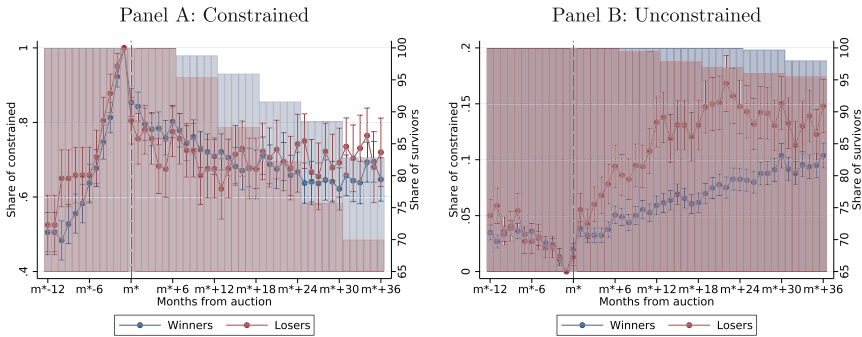 Panel A: Constrained
Share of constrained
1
.8
.6
.4
100
95
90
85
80
75
70
65
Share of survivors
m*-12 m*-6 m* m*+6 m*+12 m*+18 m*+24 m*+30 m*+36
Months from auction
Winners Losers
Panel B: Unconstrained
Share of constrained
.2
.15
.1
.05
0
100
95
90
85
80
75
70
65
Share of survivors
m*-12 m*-6 m* m*+6 m*+12 m*+18 m*+24 m*+30 m*+36
Months from auction
Winners Losers